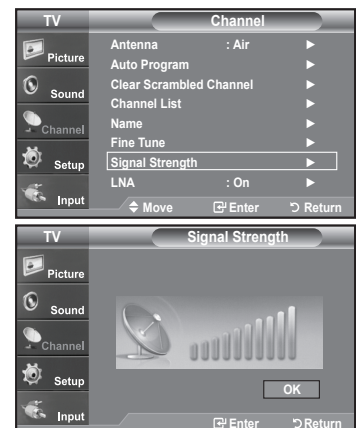 TV
Channel
Picture
Sound
Channel
Setup
Input
Antenna : Air
Auto Program
Clear Scrambled Channel
Channel List
Name
Fine Tune
Signal Strength
LNA : On
Move Enter Return
TV
Signal Strength
Picture
Sound
Channel
Setup
Input
OK
Enter Return